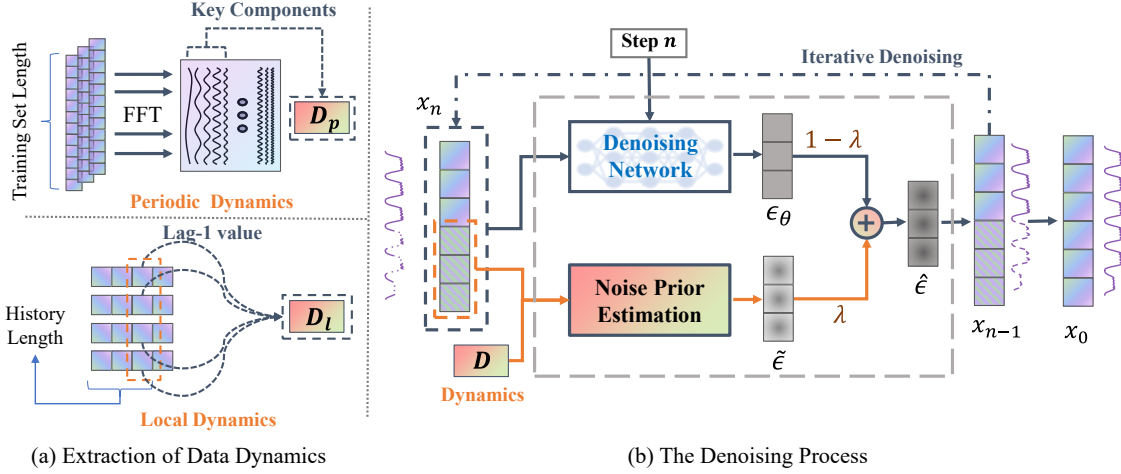 Key Components
Training Set Length
FFT
D_p
Periodic Dynamics
Lag-1 value
History
Length
D_l
Local Dynamics
(a) Extraction of Data Dynamics
Step n
Iterative Denoising
x_n
Denoising
Network
1 − λ
ϵ_θ
+
ϵ̂
Noise Prior
Estimation
λ
ϵ̃
D
Dynamics
x_{n−1}
x_0
(b) The Denoising Process